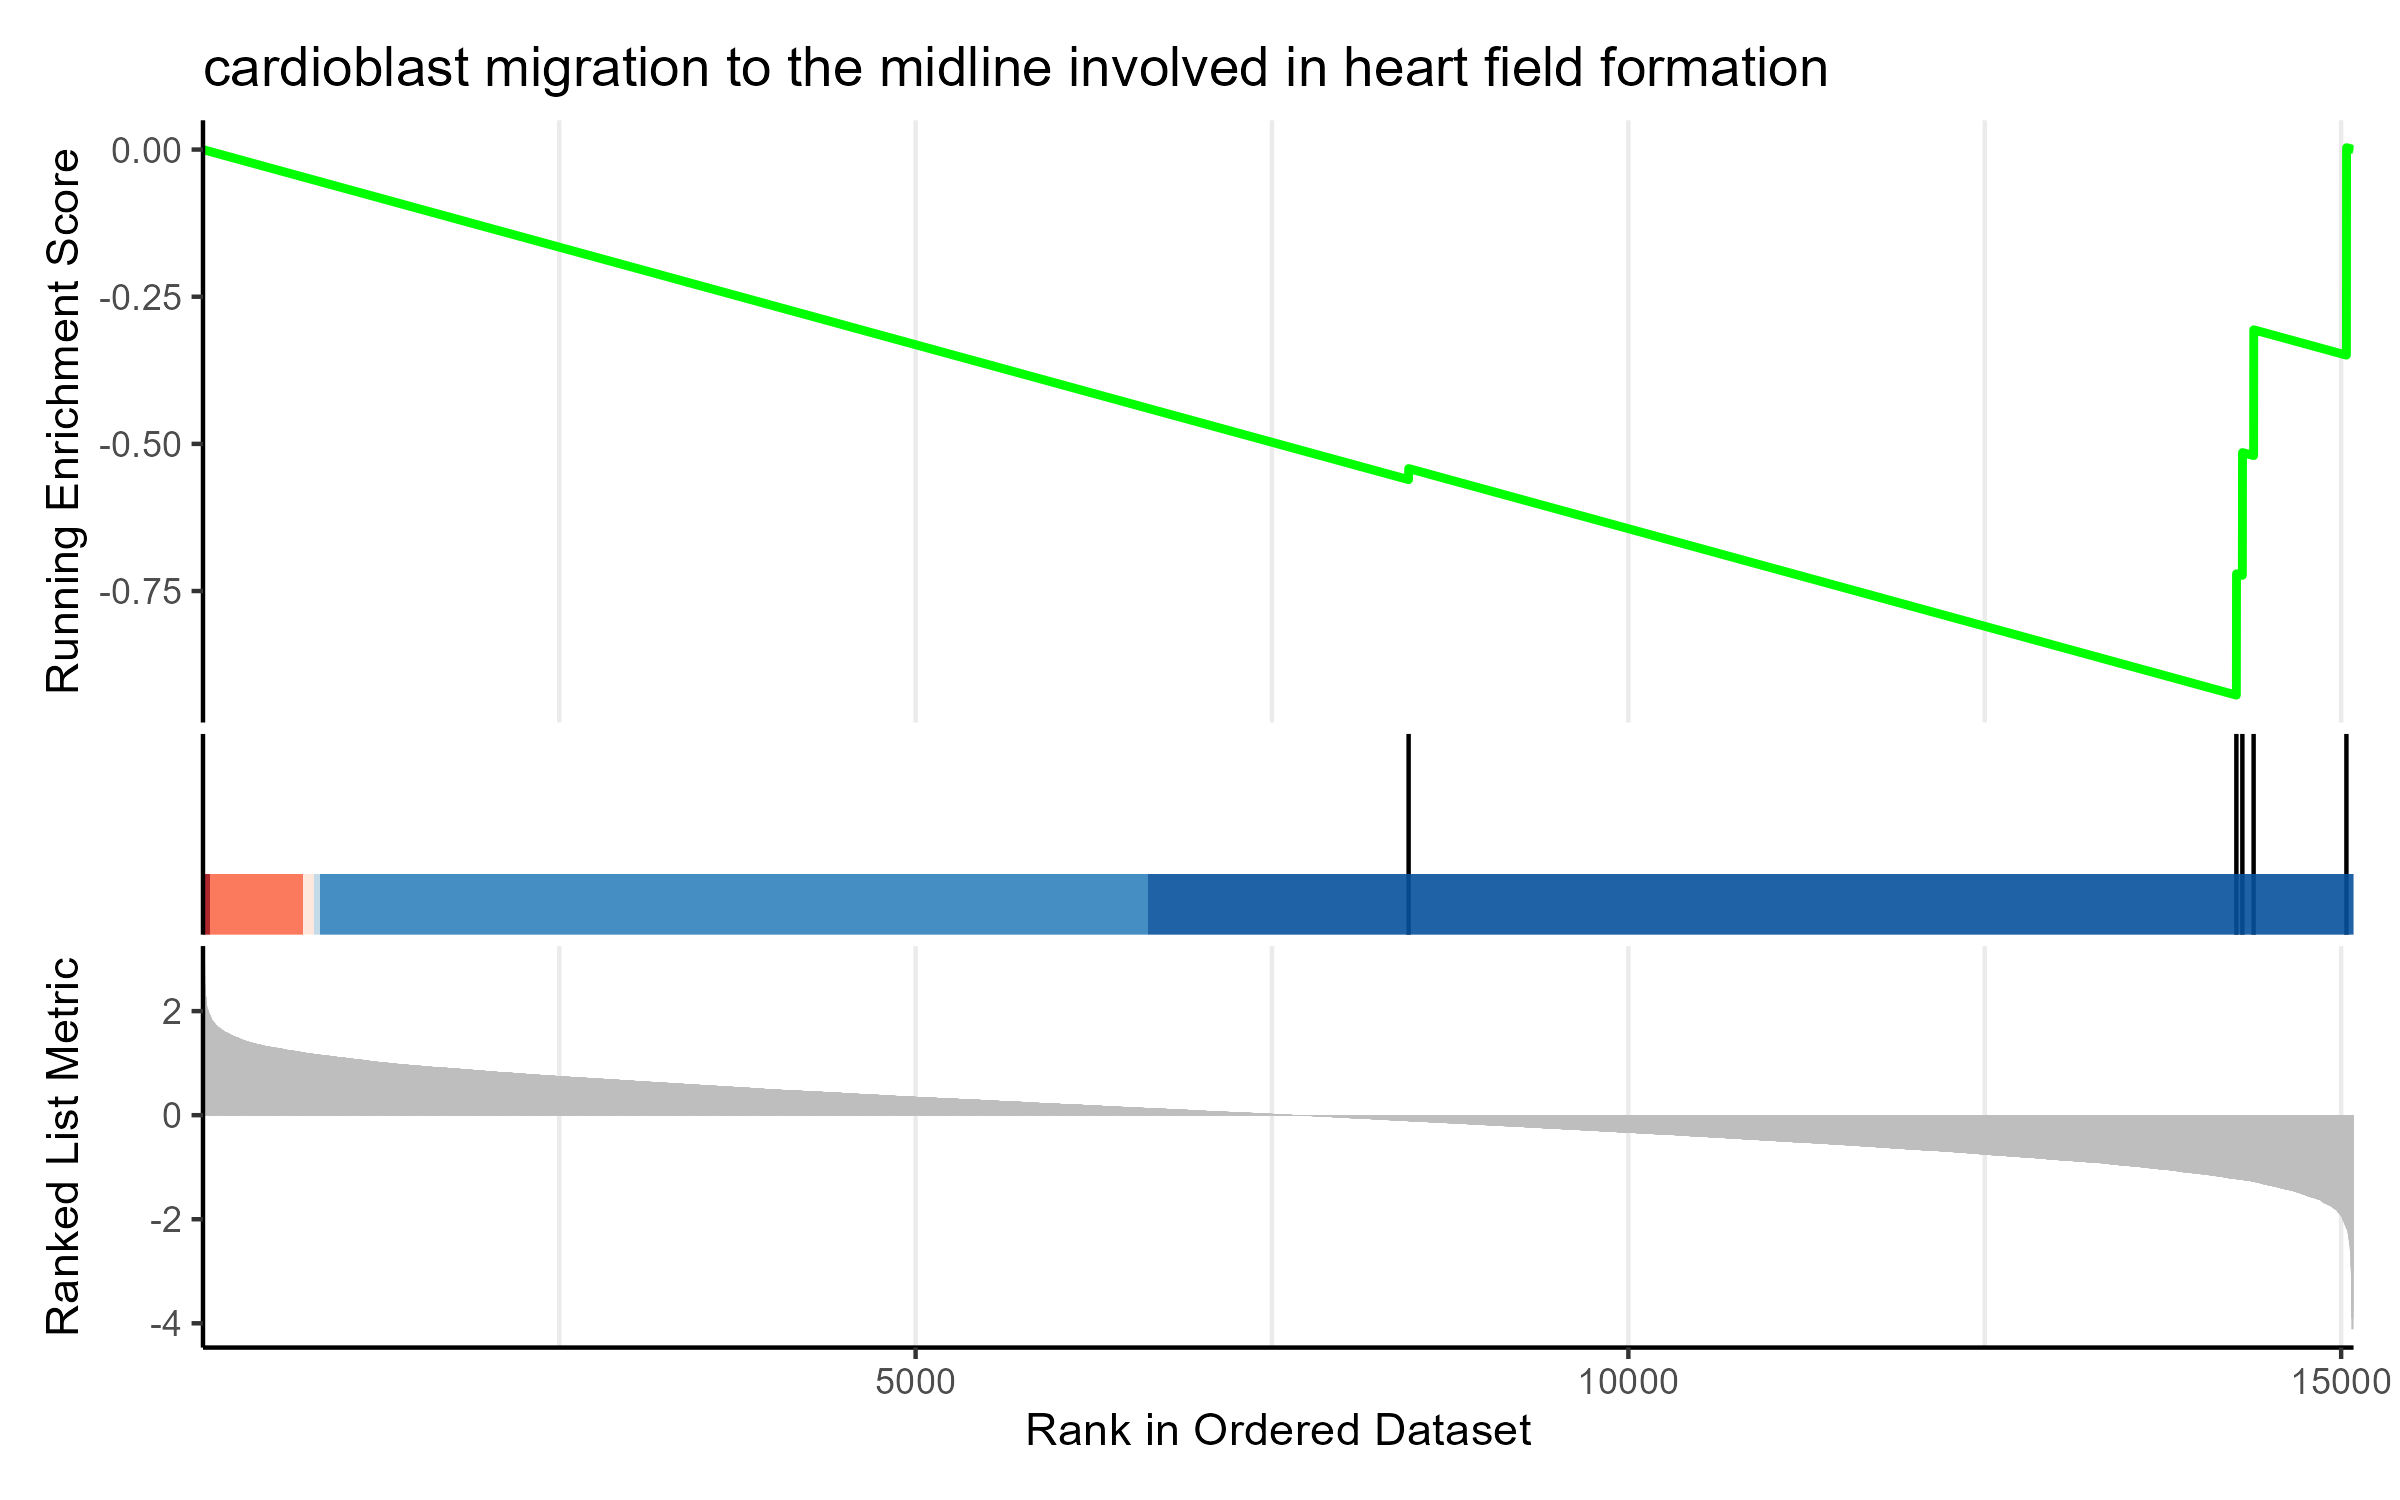 cardioblast migration to the midline involved in heart field formation
Running Enrichment Score
0.00
-0.25
-0.50
-0.75
Ranked List Metric
2
0
-2
-4
5000
10000
15000
Rank in Ordered Dataset